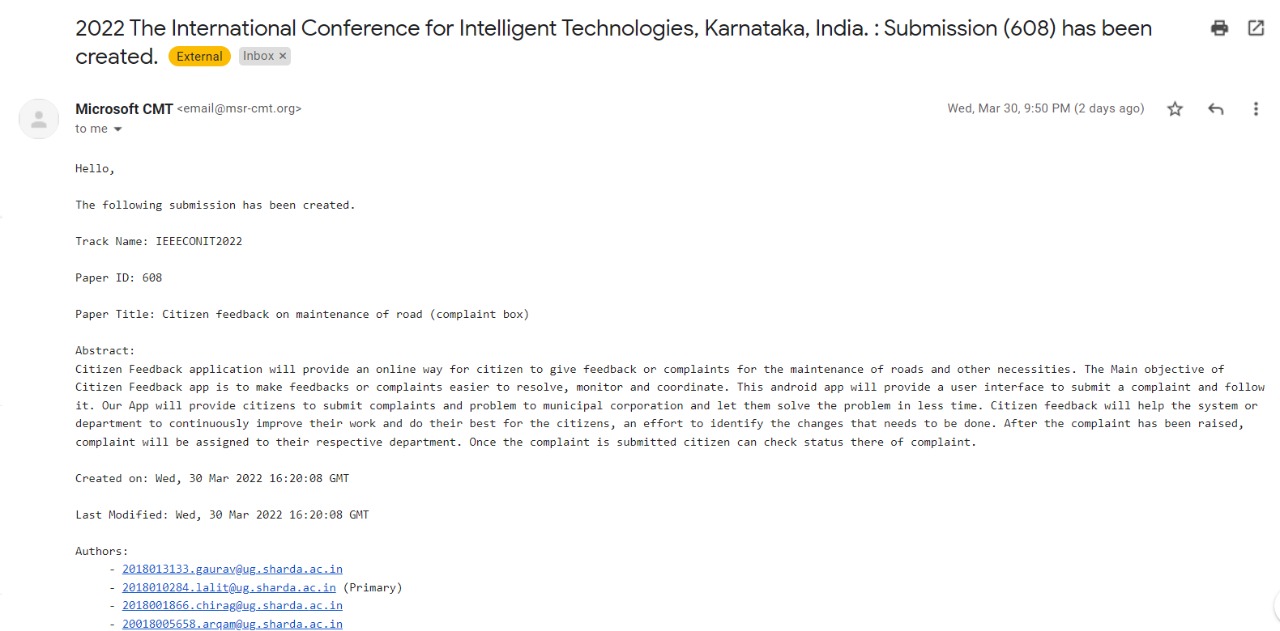 2022 The International Conference for Intelligent Technologies, Karnataka, India. : Submission (608) has been
created. External Inbox ×
Microsoft CMT <email@msr-cmt.org> Wed, Mar 30, 9:50 PM (2 days ago)
to me
Hello,
The following submission has been created.
Track Name: IEEECONIT2022
Paper ID: 608
Paper Title: Citizen feedback on maintenance of road (complaint box)
Abstract:
Citizen Feedback application will provide an online way for citizen to give feedback or complaints for the maintenance of roads and other necessities. The Main objective of
Citizen Feedback app is to make feedbacks or complaints easier to resolve, monitor and coordinate. This android app will provide a user interface to submit a complaint and follow
it. Our App will provide citizens to submit complaints and problem to municipal corporation and let them solve the problem in less time. Citizen feedback will help the system or
department to continuously improve their work and do their best for the citizens, an effort to identify the changes that needs to be done. After the complaint has been raised,
complaint will be assigned to their respective department. Once the complaint is submitted citizen can check status there of complaint.
Created on: Wed, 30 Mar 2022 16:20:08 GMT
Last Modified: Wed, 30 Mar 2022 16:20:08 GMT
Authors:
- 2018013133.gaurav@ug.sharda.ac.in
- 2018010284.lalit@ug.sharda.ac.in (Primary)
- 2018001866.chirag@ug.sharda.ac.in
- 20018005658.arqam@ug.sharda.ac.in